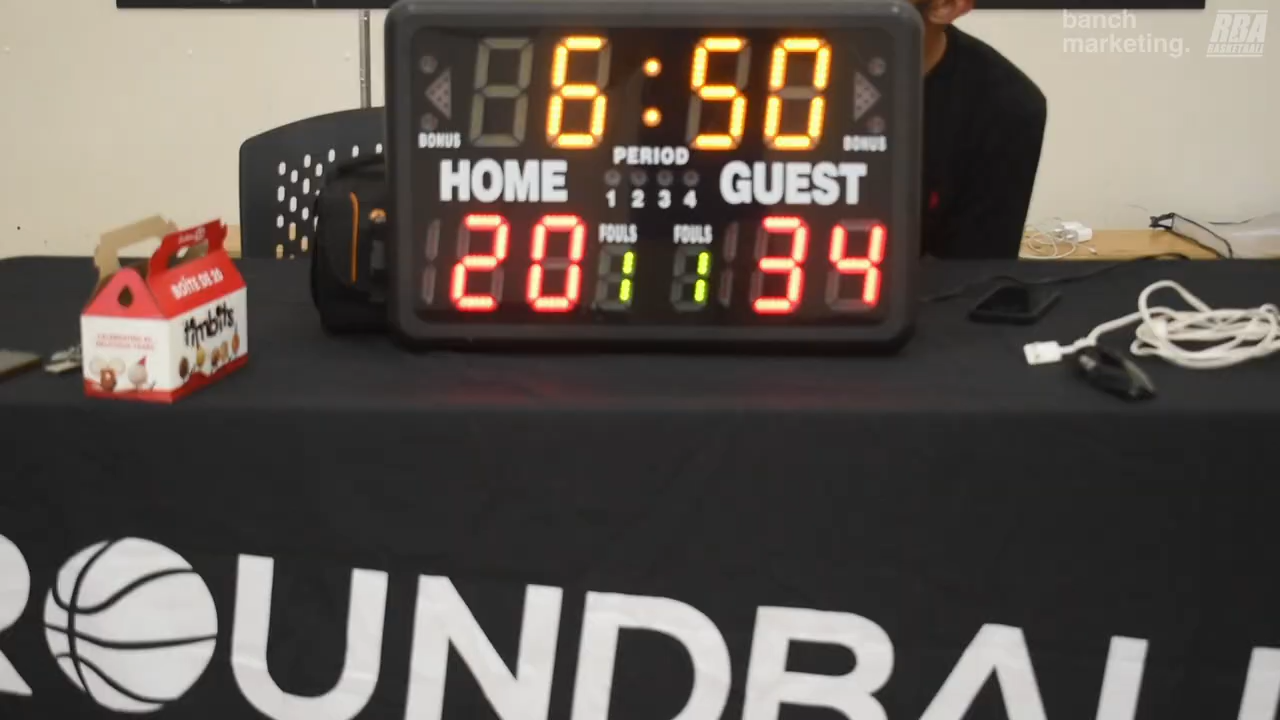 banch
marketing.
RBA
BASKETBALL
6:50
BONUS
BONUS
PERIOD
HOME
GUEST
1 2 3 4
FOULS
FOULS
20
1
1
34
BOÎTE DE 20
timbits
ROUNDBALL